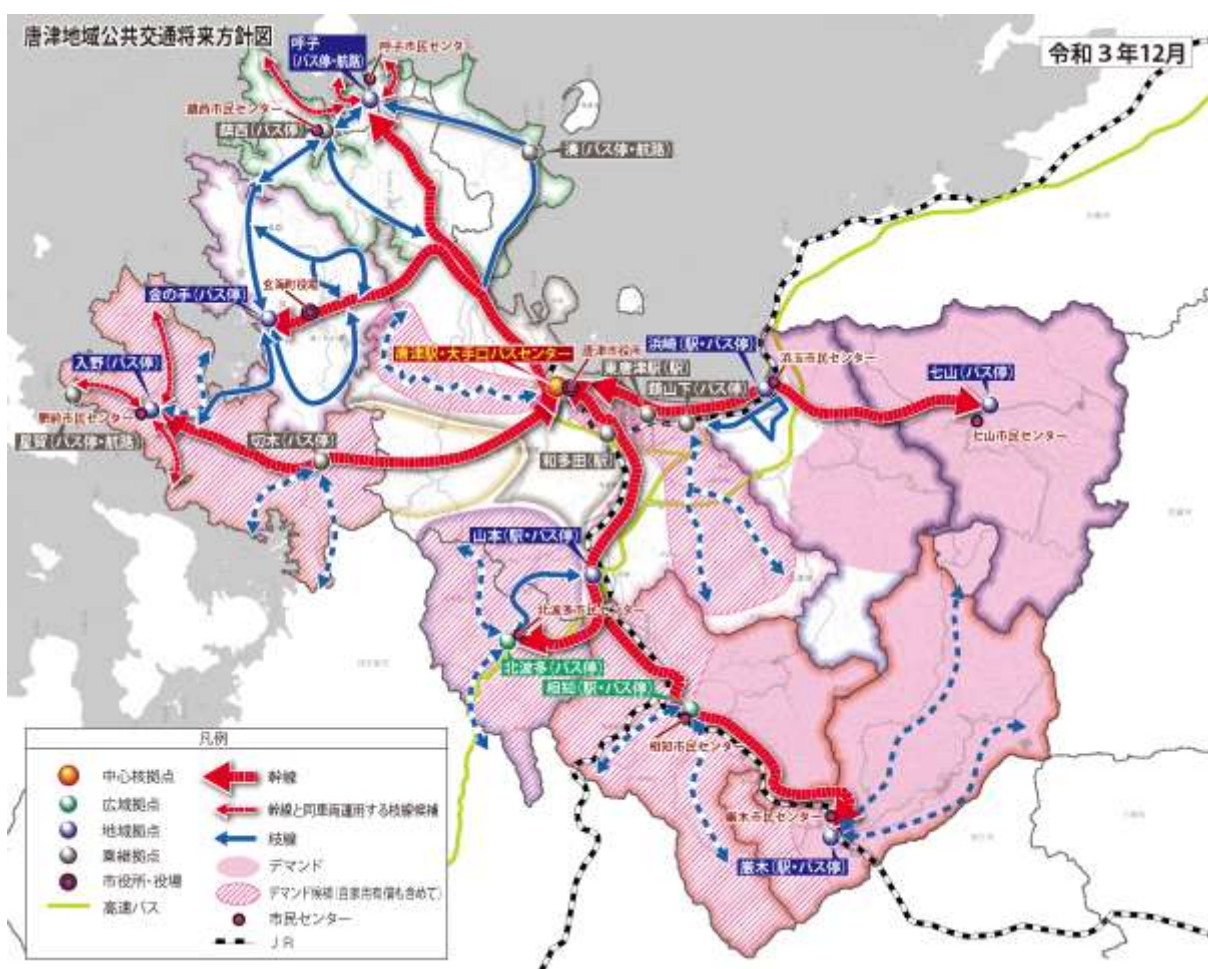 唐津地域公共交通将来方針図
令和3年12月
呼子
(バス停・航路)
呼子市民センター
鎮西市民センター
鎮西(バス停)
湊(バス停・航路)
玄海町役場
金の手(バス停)
入野(バス停)
肥前市民センター
星賀(バス停・航路)
切木(バス停)
唐津駅・大手口バスセンター
唐津市役所
東唐津駅(駅)
鏡山下(バス停)
浜崎(駅・バス停)
浜玉市民センター
七山(バス停)
七山市民センター
和多田(駅)
山本(駅・バス停)
北波多市民センター
北波多(バス停)
相知(駅・バス停)
相知市民センター
厳木市民センター
厳木(駅・バス停)
凡例
中心核拠点
広域拠点
地域拠点
乗継拠点
市役所・役場
高速バス
幹線
幹線と同車両運用する枝線候補
枝線
デマンド
デマンド候補(自家用有償も含めて)
市民センター
JR